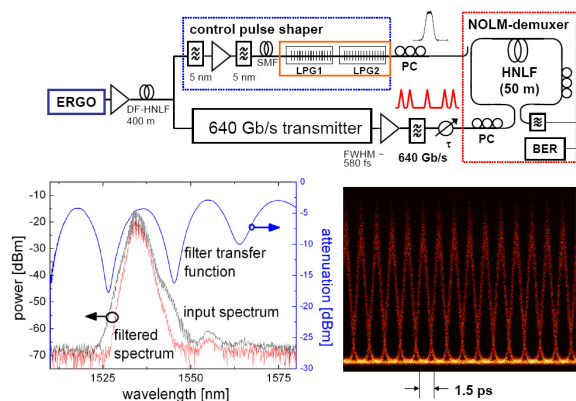 control pulse shaper
NOLM-demuxer
5 nm
5 nm
SMF
LPG1
LPG2
PC
HNLF
(50 m)
ERGO
DF-HNLF
400 m
640 Gb/s transmitter
FWHM ~
580 fs
640 Gb/s
τ
PC
BER
power [dBm]
-10
-20
-30
-40
-50
-60
-70
1525
1550
1575
wavelength [nm]
0
-5
-10
-15
-20
-25
-30
attenuation
[dBm]
filter transfer
function
input spectrum
filtered
spectrum
1.5 ps